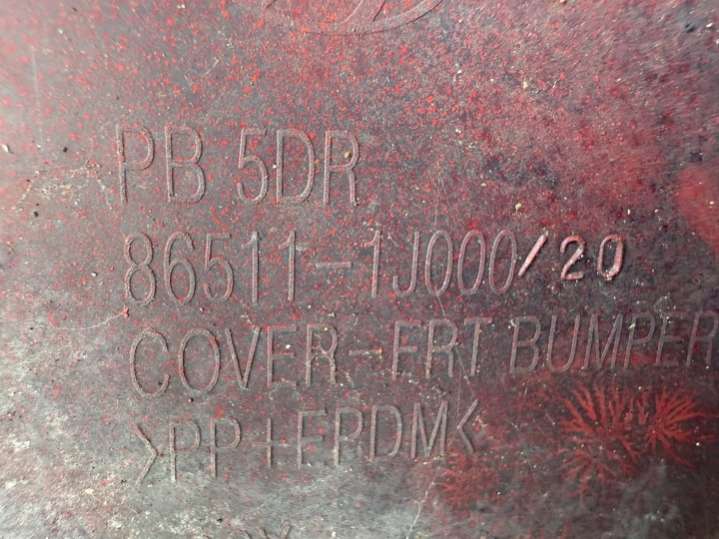 PB 5DR
86511-1J000/20
COVER-FRT BUMPER
>PP+EPDM<